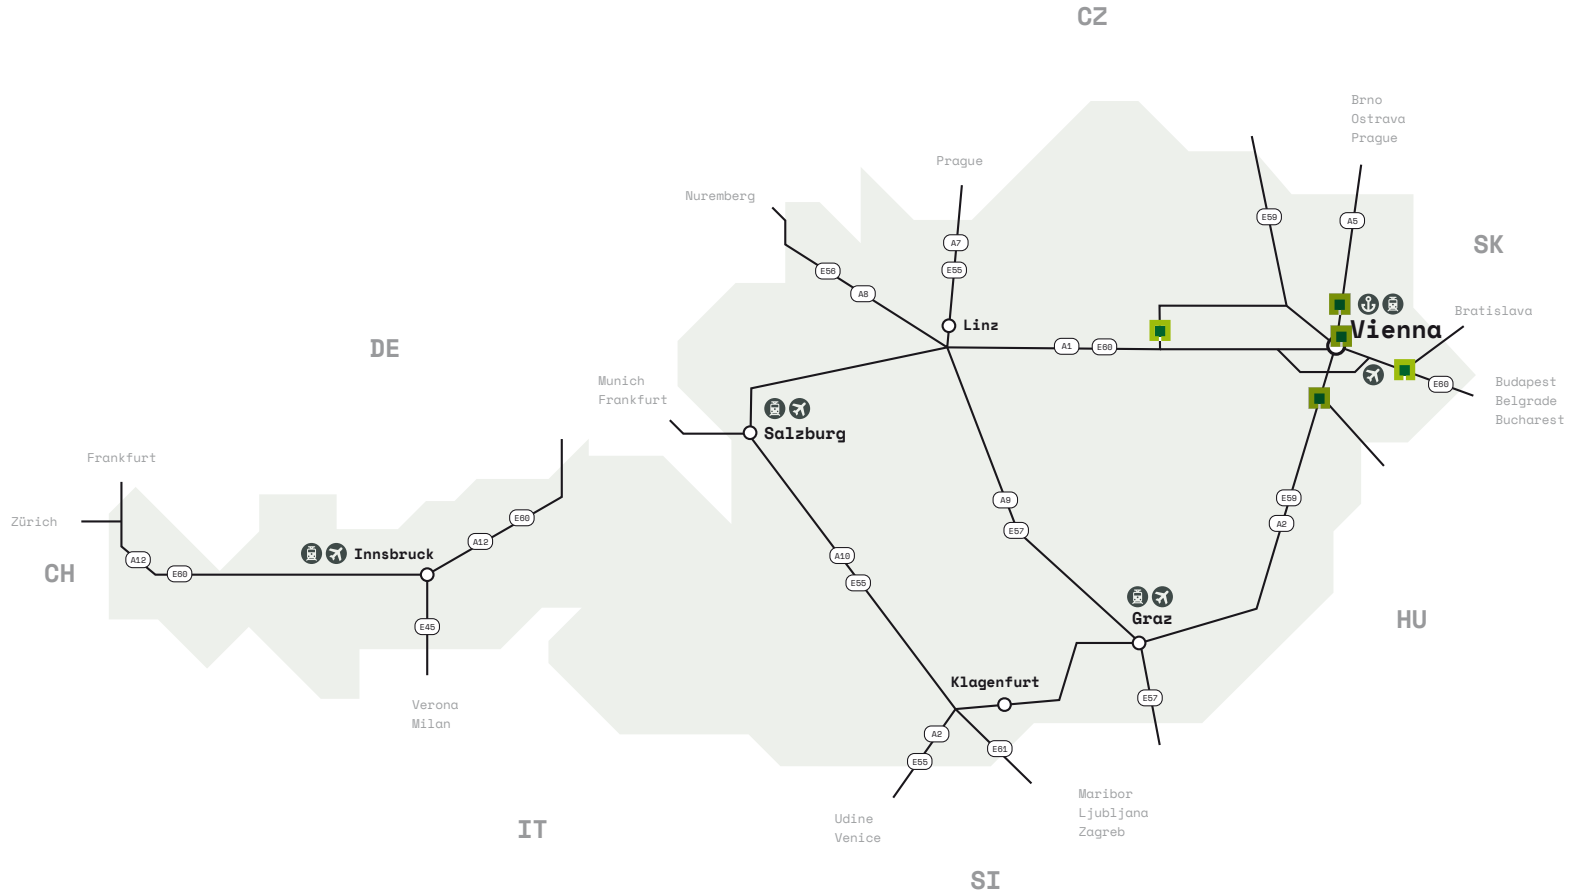 CZ
Brno
Ostrava
Prague
Prague
Nuremberg
E59
A5
SK
A7
E56
E55
A8
Bratislava
Linz
Vienna
DE
A1
E60
Munich
Frankfurt
E60
Budapest
Belgrade
Bucharest
Salzburg
Frankfurt
Zürich
E60
A9
E59
A2
E57
A12
Innsbruck
A12
A10
CH
E60
E55
Graz
HU
E45
Klagenfurt
E57
Verona
Milan
A2
E61
E55
Maribor
Ljubljana
Zagreb
Udine
Venice
IT
SI